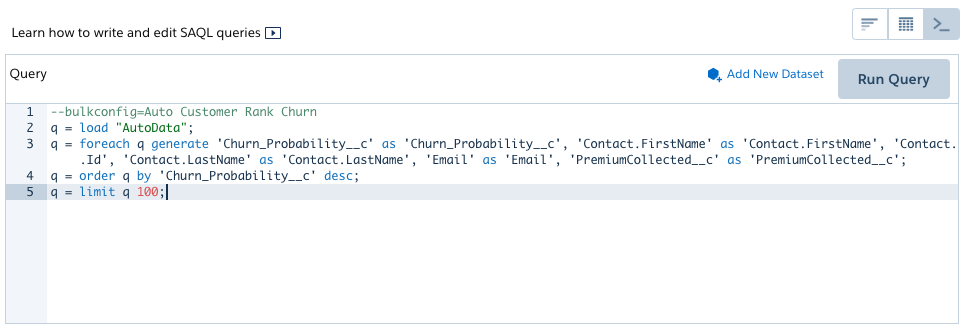 Learn how to write and edit SAQL queries
Query
Add New Dataset
Run Query
1 --bulkconfig=Auto Customer Rank Churn
2 q = load "AutoData";
3 q = foreach q generate 'Churn_Probability__c' as 'Churn_Probability__c', 'Contact.FirstName' as 'Contact.FirstName', 'Contact.
.Id', 'Contact.LastName' as 'Contact.LastName', 'Email' as 'Email', 'PremiumCollected__c' as 'PremiumCollected__c';
4 q = order q by 'Churn_Probability__c' desc;
5 q = limit q 100;